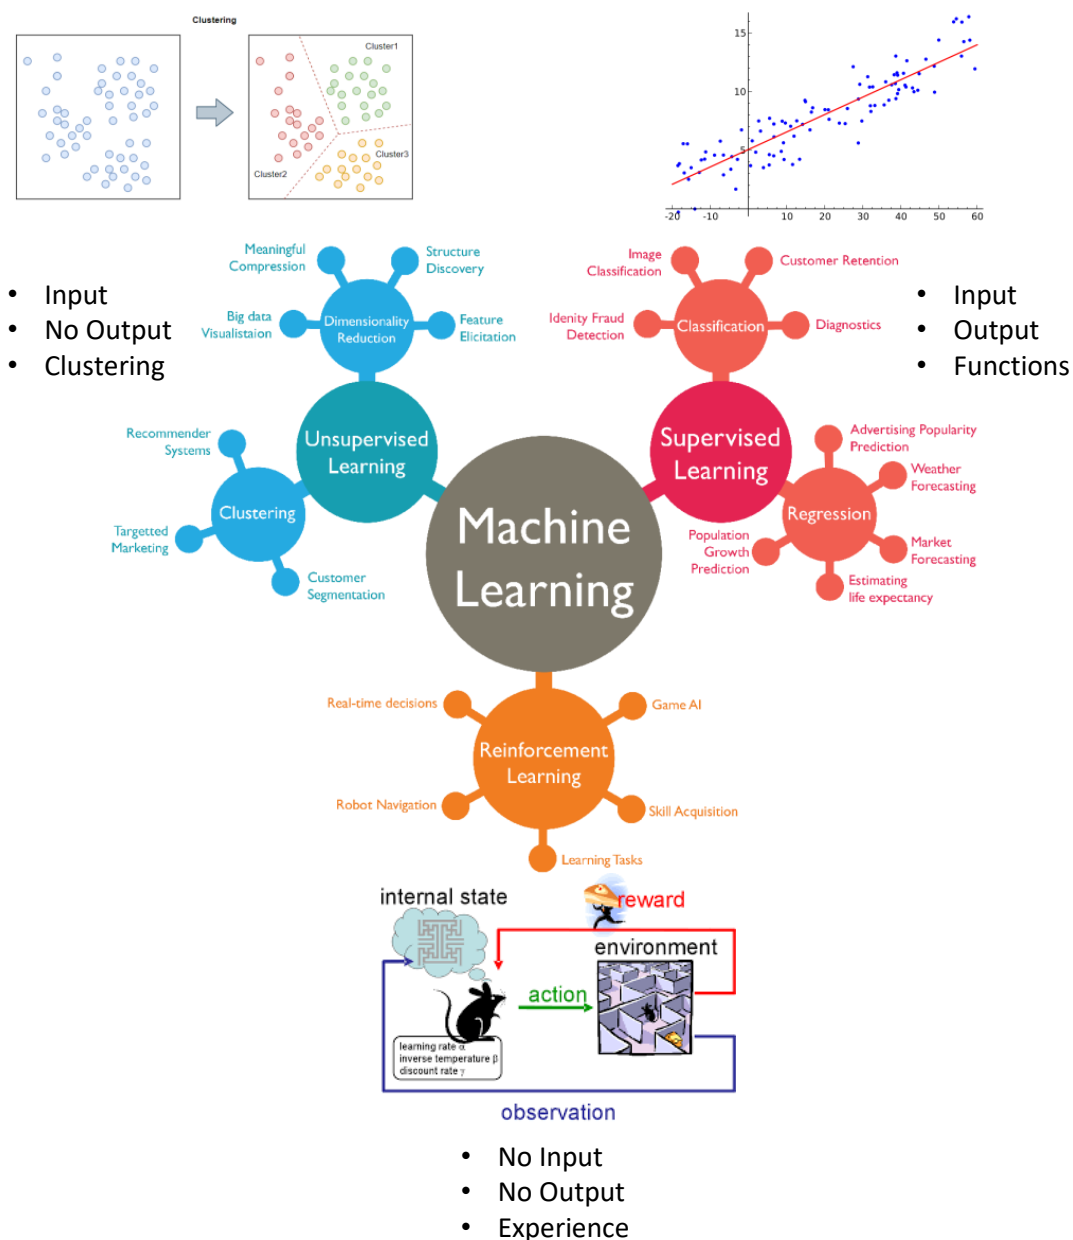 Clustering
Cluster1
Cluster2
Cluster3
15
10
5
-20
-10
10
20
30
40
50
60
Meaningful
Compression
Structure
Discovery
Big data
Visualistaion
Dimensionality
Reduction
Feature
Elicitation
Image
Classification
Customer Retention
Idenity Fraud
Detection
Classification
Diagnostics
• Input
• No Output
• Clustering
• Input
• Output
• Functions
Recommender
Systems
Unsupervised
Learning
Clustering
Targetted
Marketing
Customer
Segmentation
Supervised
Learning
Advertising Popularity
Prediction
Weather
Forecasting
Regression
Population
Growth
Prediction
Market
Forecasting
Estimating
life expectancy
Machine
Learning
Real-time decisions
Game AI
Reinforcement
Learning
Robot Navigation
Skill Acquisition
Learning Tasks
internal state
reward
environment
action
learning rate α
inverse temperature β
discount rate γ
observation
• No Input
• No Output
• Experience